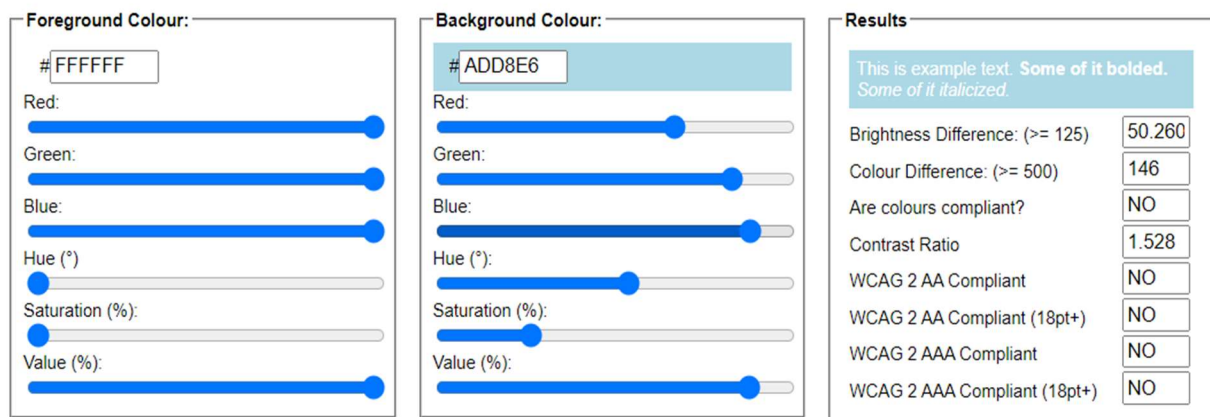 Foreground Colour:
#FFFFFF
Red:
Green:
Blue:
Hue (°)
Saturation (%):
Value (%):
Background Colour:
#ADD8E6
Red:
Green:
Blue:
Hue (°):
Saturation (%):
Value (%):
Results
This is example text. Some of it bolded.
Some of it italicized.
Brightness Difference: (>= 125) 50.260
Colour Difference: (>= 500) 146
Are colours compliant? NO
Contrast Ratio 1.528
WCAG 2 AA Compliant NO
WCAG 2 AA Compliant (18pt+) NO
WCAG 2 AAA Compliant NO
WCAG 2 AAA Compliant (18pt+) NO